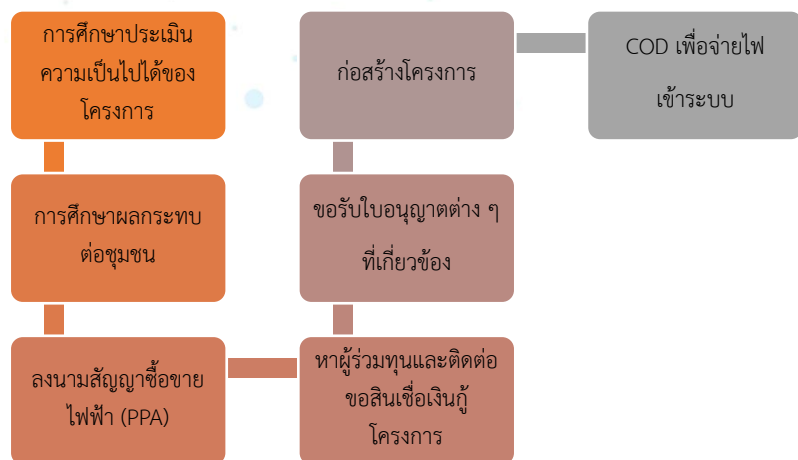 การศึกษาประเมิน
ความเป็นไปได้ของ
โครงการ
การศึกษาผลกระทบ
ต่อชุมชน
ลงนามสัญญาซื้อขาย
ไฟฟ้า (PPA)
หาผู้ร่วมทุนและติดต่อ
ขอสินเชื่อเงินกู้
โครงการ
ขอรับใบอนุญาตต่าง ๆ
ที่เกี่ยวข้อง
ก่อสร้างโครงการ
COD เพื่อจ่ายไฟ
เข้าระบบ